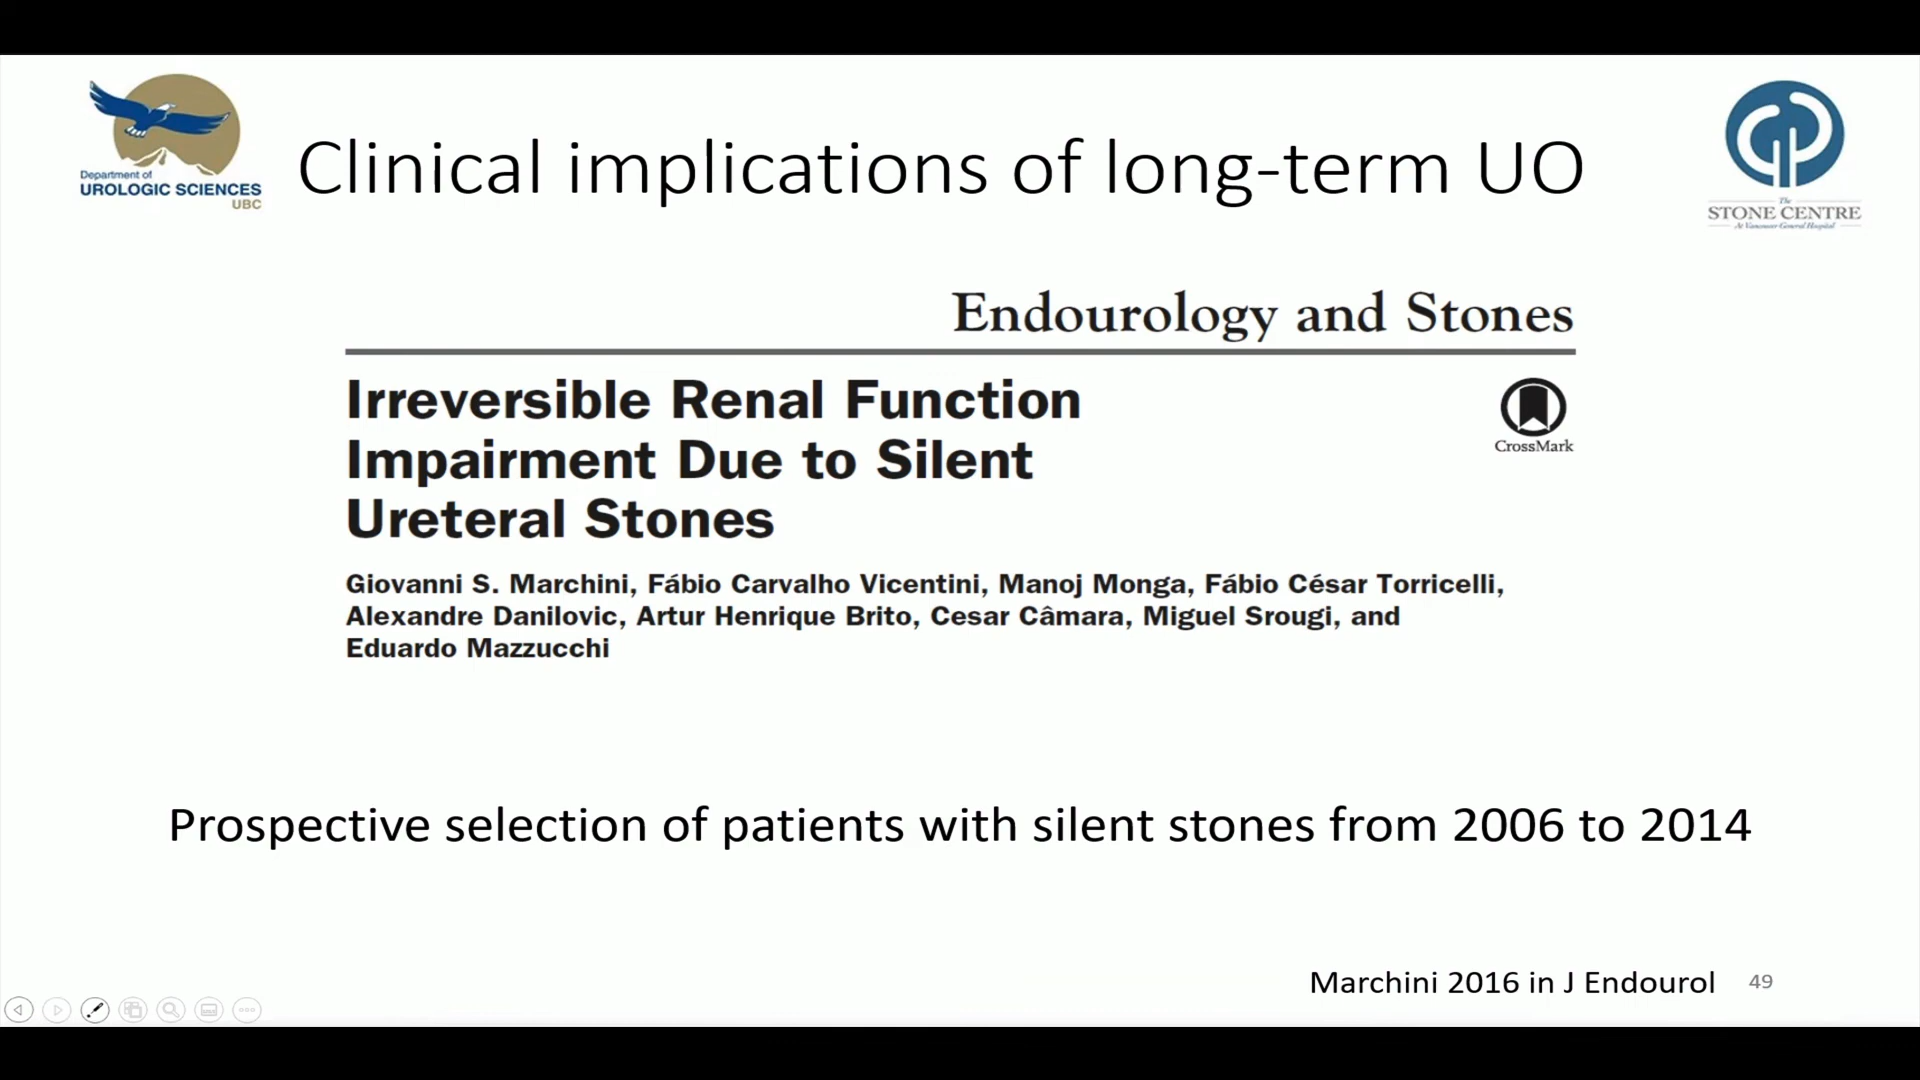 Department of
UROLOGIC SCIENCES
UBC
Clinical implications of long-term UO
The
STONE CENTRE
At Vancouver General Hospital
Endourology and Stones
Irreversible Renal Function
Impairment Due to Silent
Ureteral Stones
CrossMark
Giovanni S. Marchini, Fábio Carvalho Vicentini, Manoj Monga, Fábio César Torricelli,
Alexandre Danilovic, Artur Henrique Brito, Cesar Câmara, Miguel Srougi, and
Eduardo Mazzucchi
Prospective selection of patients with silent stones from 2006 to 2014
Marchini 2016 in J Endourol
49